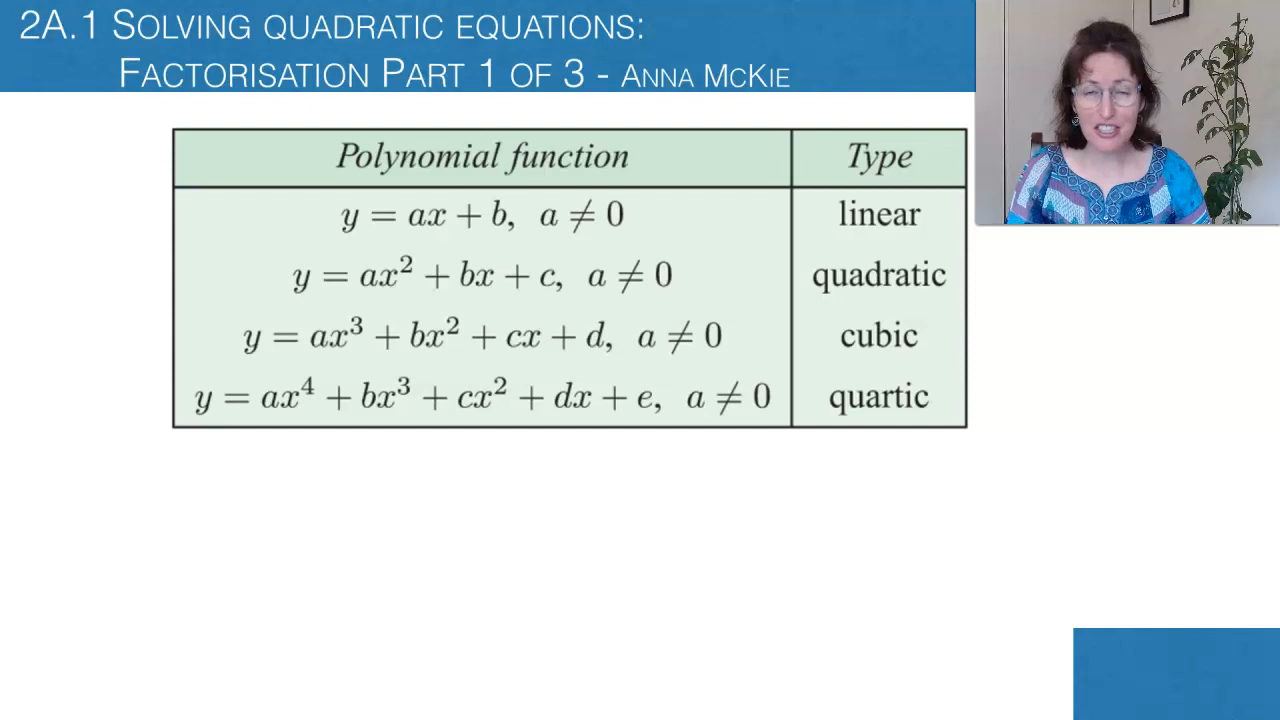 2A.1 SOLVING QUADRATIC EQUATIONS:
FACTORISATION PART 1 OF 3 - ANNA MCKIE
Polynomial function Type
y = ax² + b, a ≠ 0 linear
y = ax² + bx + c, a ≠ 0 quadratic
y = ax³ + bx² + cx + d, a ≠ 0 cubic
y = ax⁴ + bx³ + cx² + dx + e, a ≠ 0 quartic